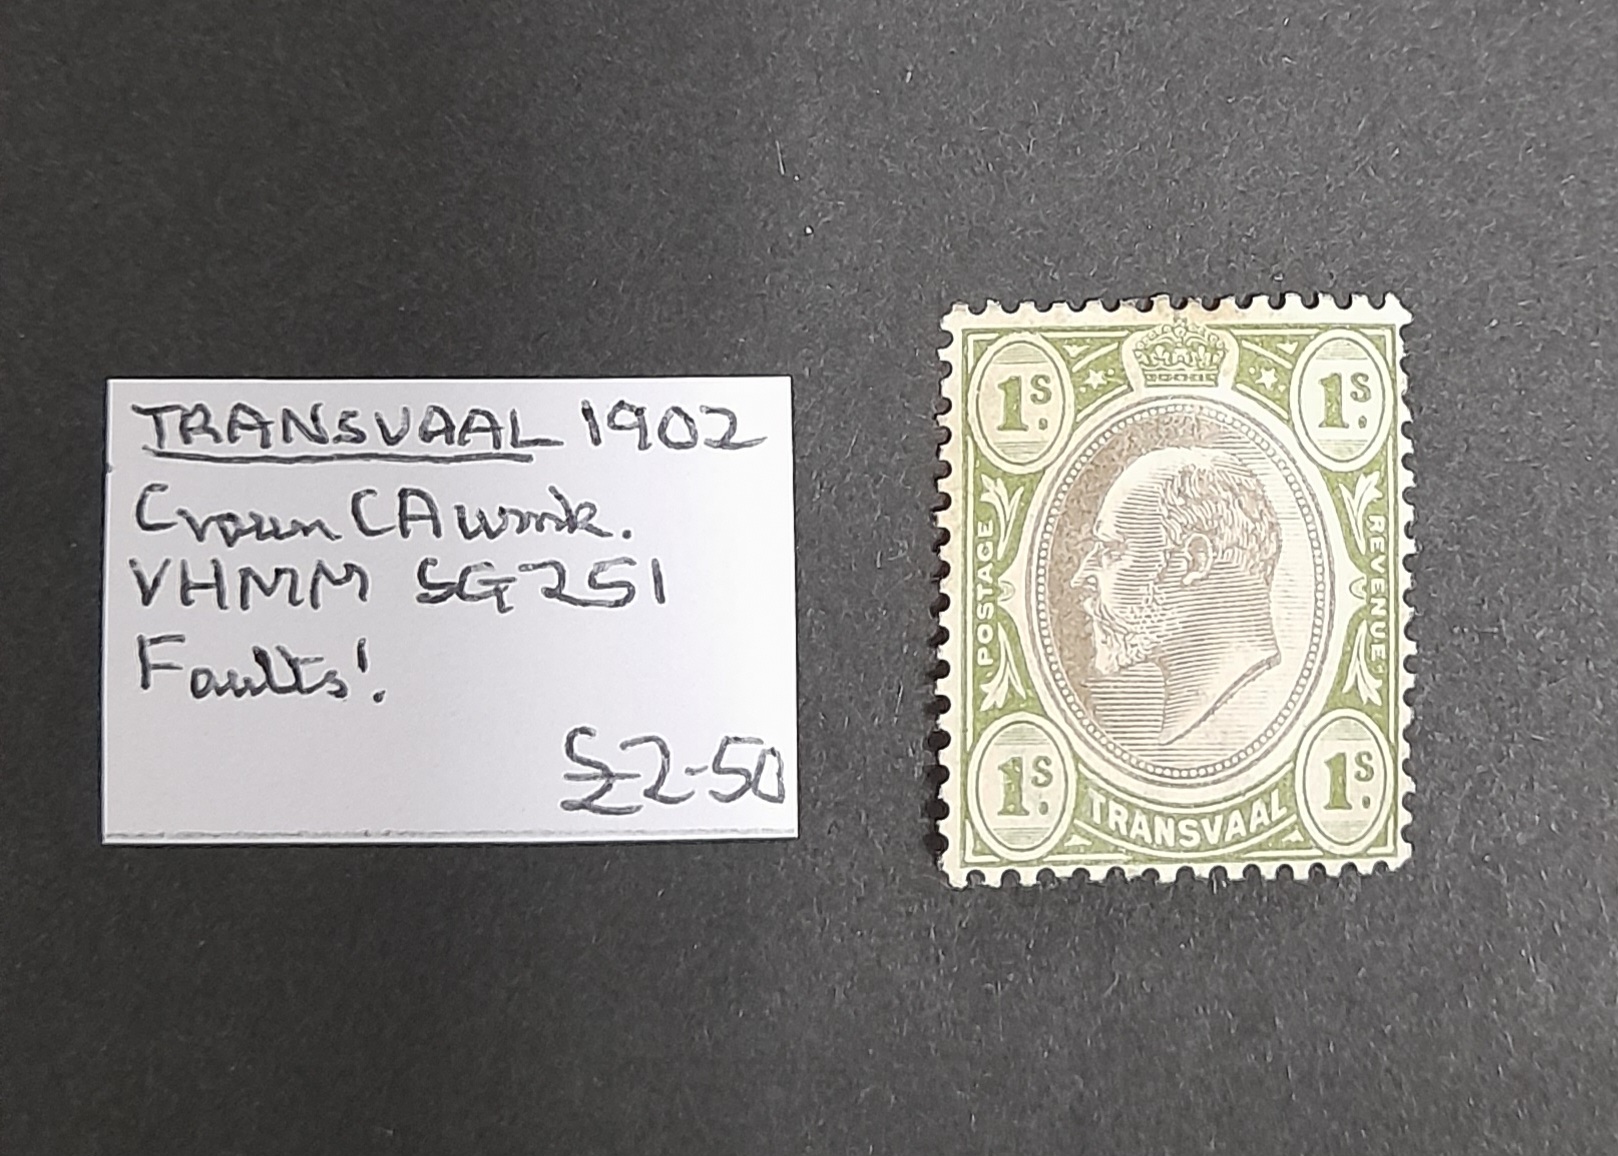 TRANSVAAL 1902
Crown CA wmk.
VHMM SG251
Faults!
£2-50
1S. 1S.
POSTAGE
REVENUE
1S. 1S.
TRANSVAAL